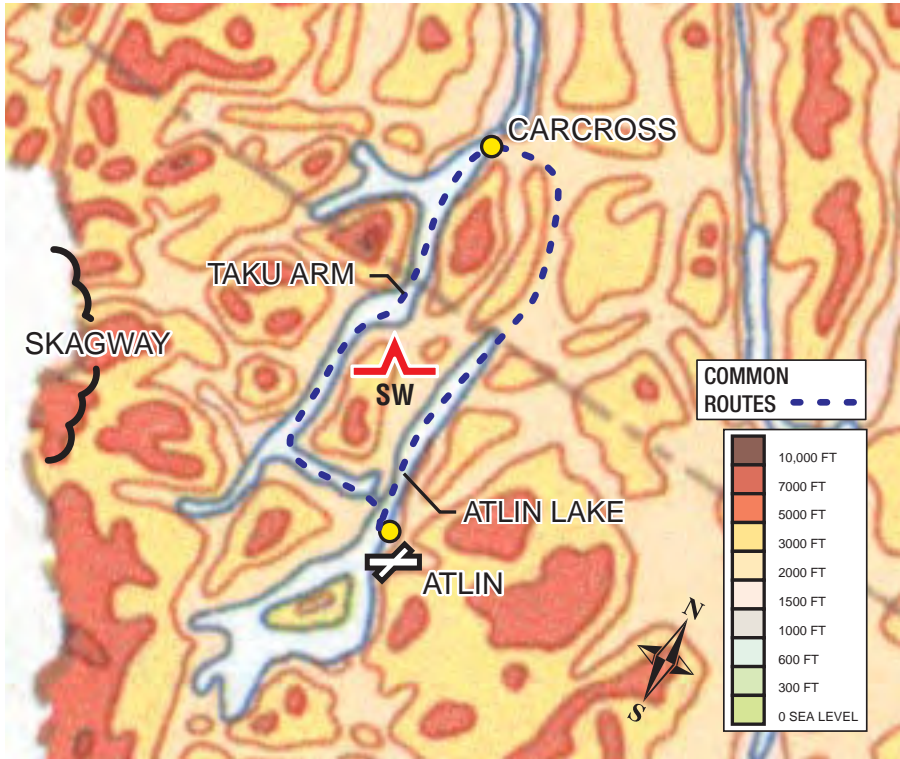 CARCROSS
TAKU ARM
SKAGWAY
SW
COMMON
ROUTES
10,000 FT
7000 FT
5000 FT
3000 FT
2000 FT
1500 FT
1000 FT
600 FT
300 FT
0 SEA LEVEL
ATLIN LAKE
ATLIN
N
S